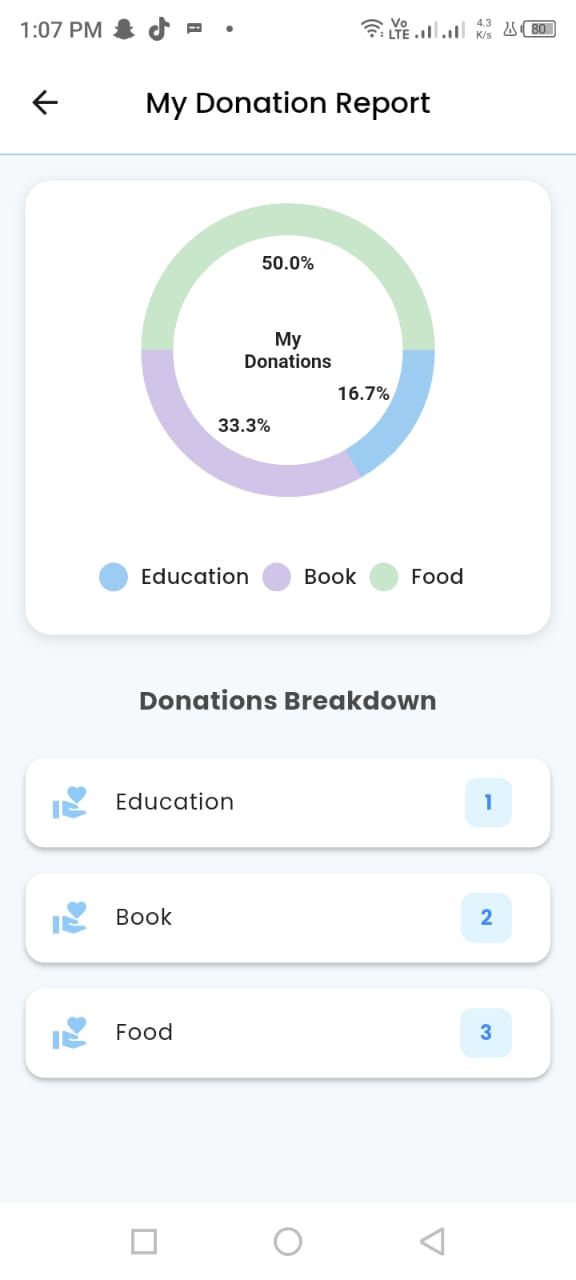 1:07 PM
Vo
LTE
4.3
K/s
80
My Donation Report
50.0%
My
Donations
16.7%
33.3%
Education Book Food
Donations Breakdown
Education 1
Book 2
Food 3